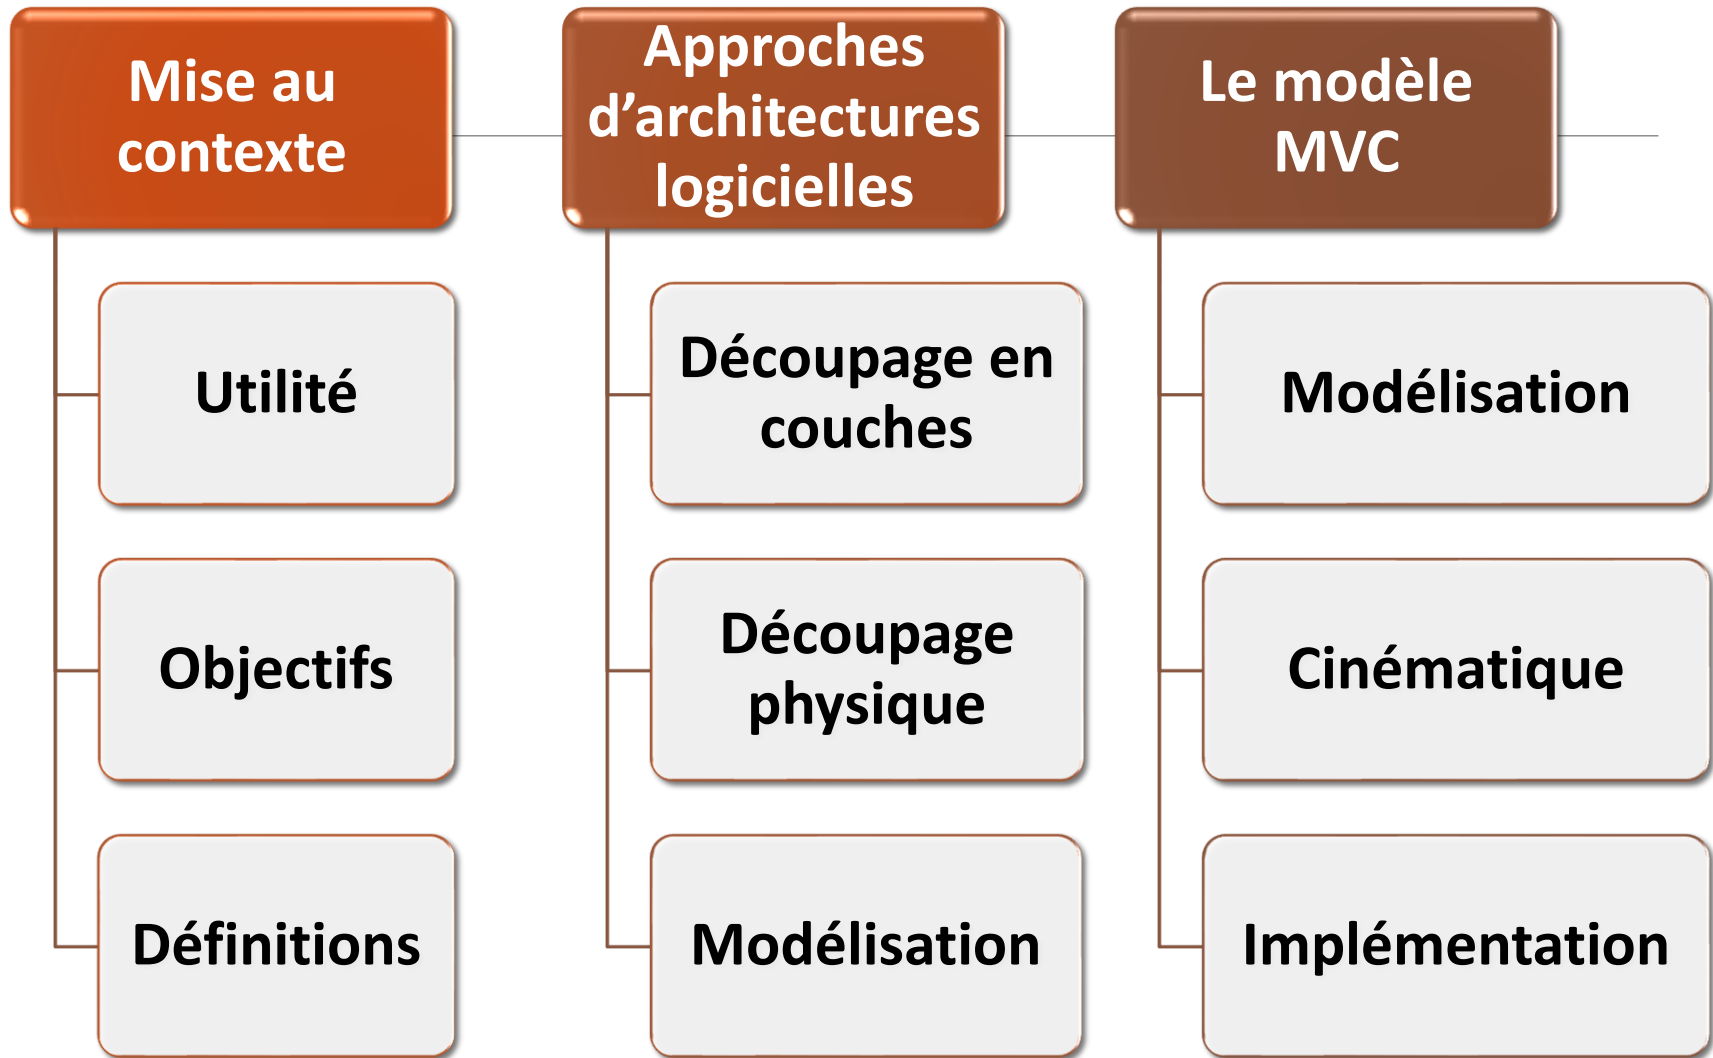 Mise au
contexte
Utilité
Objectifs
Définitions
Approches
d’architectures
logicielles
Découpage en
couches
Découpage
physique
Modélisation
Le modèle
MVC
Modélisation
Cinématique
Implémentation